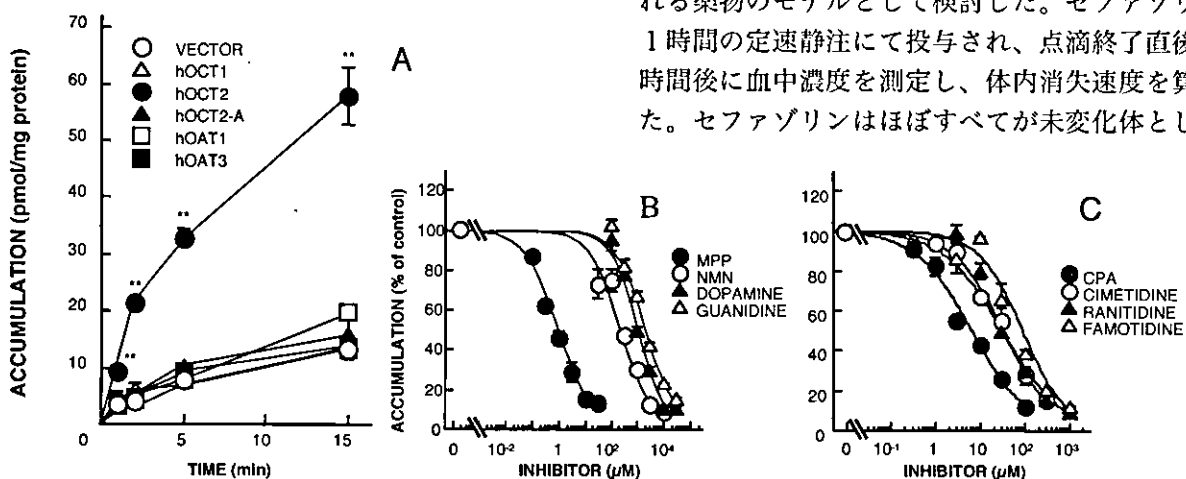 れる薬物のモデルとして検討した。セファゾリ
1時間の定速静注にて投与され、点滴終了直後
時間後に血中濃度を測定し、体内消失速度を算
た。セファゾリンはほぼすべてが未変化体とし
A
ACCUMULATION (pmol/mg protein)
70
60
50
40
30
20
10
0
VECTOR
hOCT1
hOCT2
hOCT2-A
hOAT1
hOAT3
**
**
**
**
0 5 10 15
TIME (min)
B
ACCUMULATION (% of control)
120
100
80
60
40
20
0
MPP
NMN
DOPAMINE
GUANIDINE
0 10-2 1 102 104
INHIBITOR (μM)
C
120
100
80
60
40
20
0
CPA
CIMETIDINE
RANITIDINE
FAMOTIDINE
0 10-1 1 10 102 103
INHIBITOR (μM)